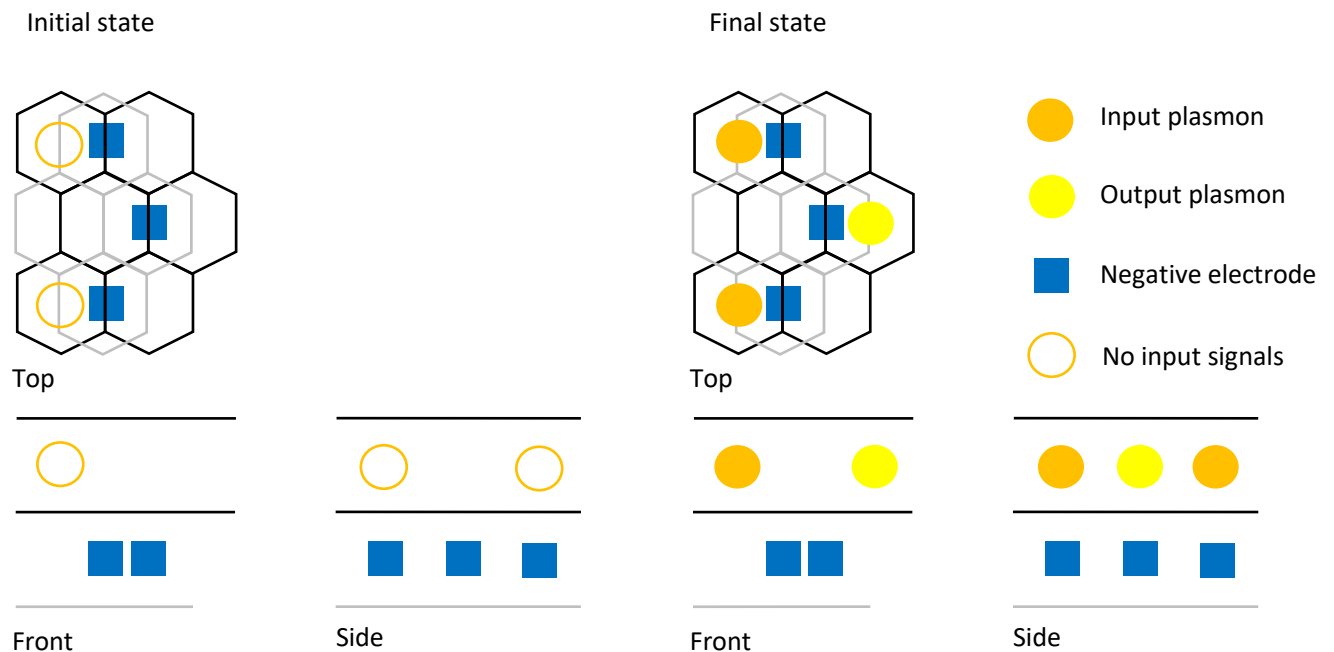 Initial state
Final state
Input plasmon
Output plasmon
Negative electrode
No input signals
Top
Top
Front
Side
Front
Side